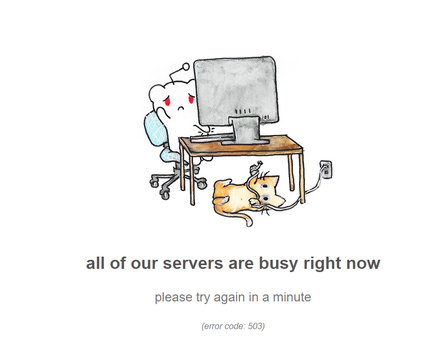 all of our servers are busy right now
please try again in a minute
(error code: 503)